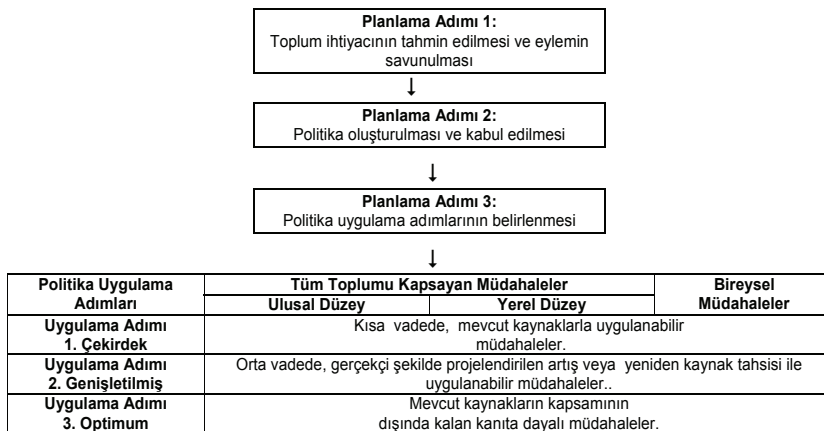 Planlama Adımı 1:
Toplum ihtiyacının tahmin edilmesi ve eylemin
savunulması
↓
Planlama Adımı 2:
Politika oluşturulması ve kabul edilmesi
↓
Planlama Adımı 3:
Politika uygulama adımlarının belirlenmesi
↓
Politika Uygulama
Adımları
Tüm Toplumu Kapsayan Müdahaleler
Ulusal Düzey
Yerel Düzey
Bireysel
Müdahaleler
Uygulama Adımı
1. Çekirdek
Kısa vadede, mevcut kaynaklarla uygulanabilir
müdahaleler.
Uygulama Adımı
2. Genişletilmiş
Orta vadede, gerçekçi şekilde projelendirilen artış veya yeniden kaynak tahsisi ile
uygulanabilir müdahaleler..
Uygulama Adımı
3. Optimum
Mevcut kaynakların kapsamının
dışında kalan kanıta dayalı müdahaleler.